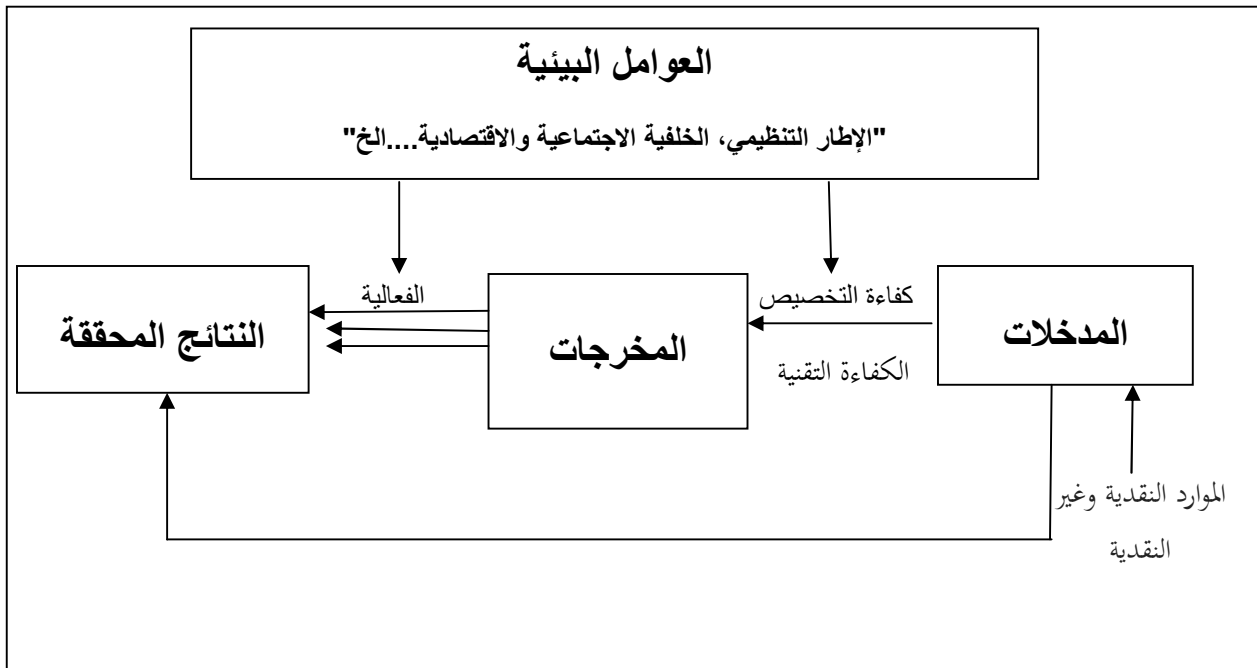 العوامل البيئية
"الإطار التنظيمي، الخلفية الاجتماعية والاقتصادية....الخ"
المدخلات
كفاءة التخصيص
الكفاءة التقنية
المخرجات
الفعالية
النتائج المحققة
الموارد النقدية وغير
النقدية